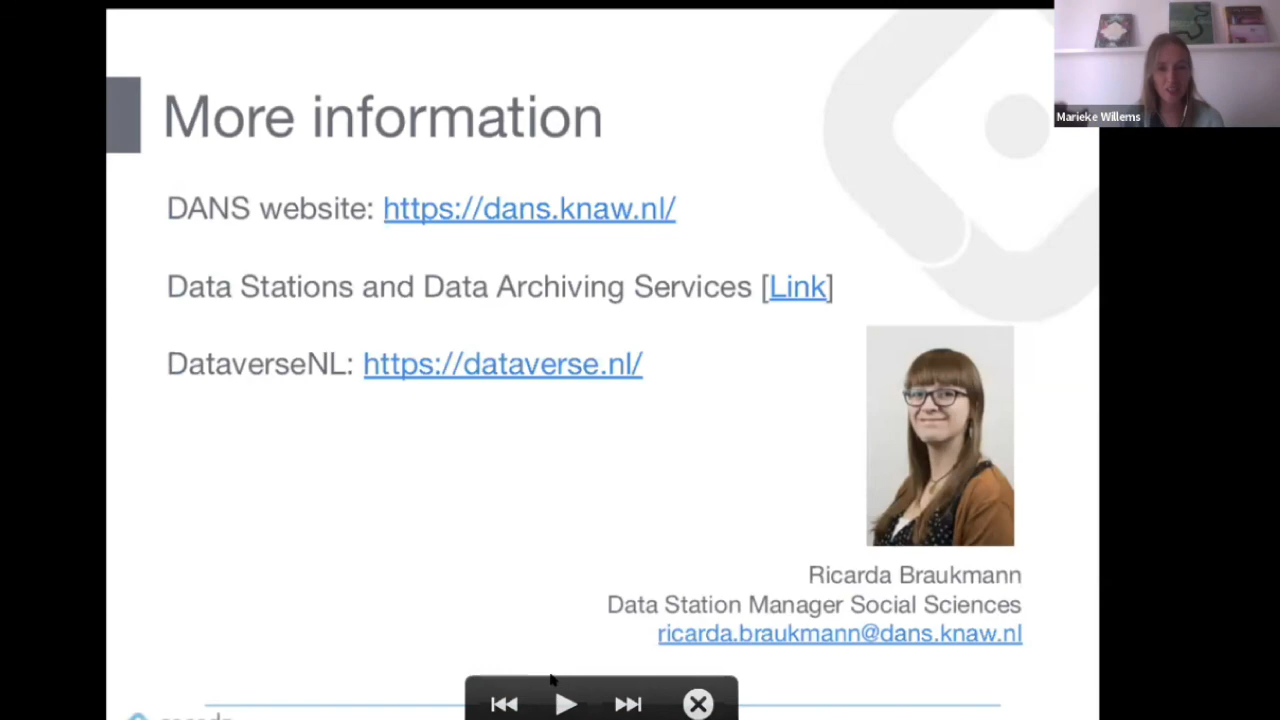 More information
Marieke Willems
DANS website: https://dans.knaw.nl/
Data Stations and Data Archiving Services [Link]
DataverseNL: https://dataverse.nl/
Ricarda Braukmann
Data Station Manager Social Sciences
ricarda.braukmann@dans.knaw.nl